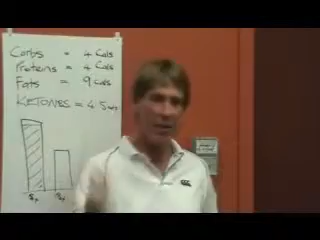 Carbs = 4 Cals
Proteins = 4 Cals
Fats = 9 Cals
KETONES = 4.5